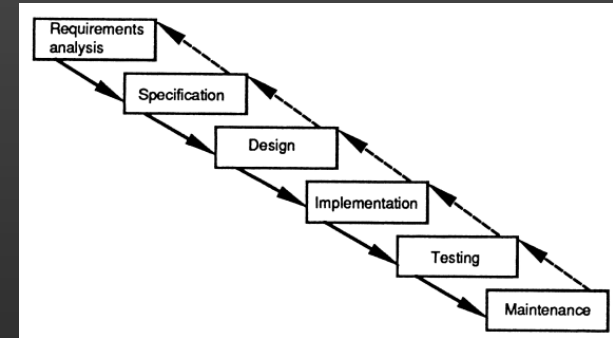 Requirements
analysis
Specification
Design
Implementation
Testing
Maintenance